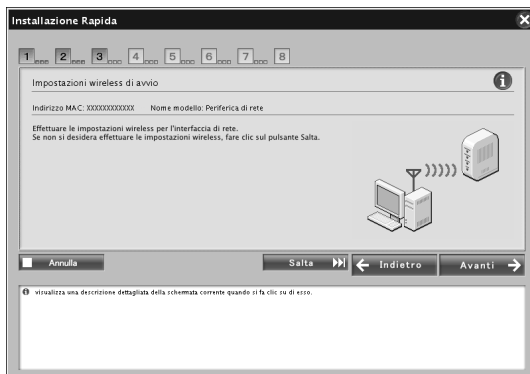 Installazione Rapida
1 2 3 4 5 6 7 8
Impostazioni wireless di avvio
Indirizzo MAC: XXXXXXXXXXXX Nome modello: Periferica di rete
Effettuare le impostazioni wireless per l'interfaccia di rete.
Se non si desidera effettuare le impostazioni wireless, fare clic sul pulsante Salta.
Annulla Salta Indietro Avanti
visualizza una descrizione dettagliata della schermata corrente quando si fa clic su di esso.